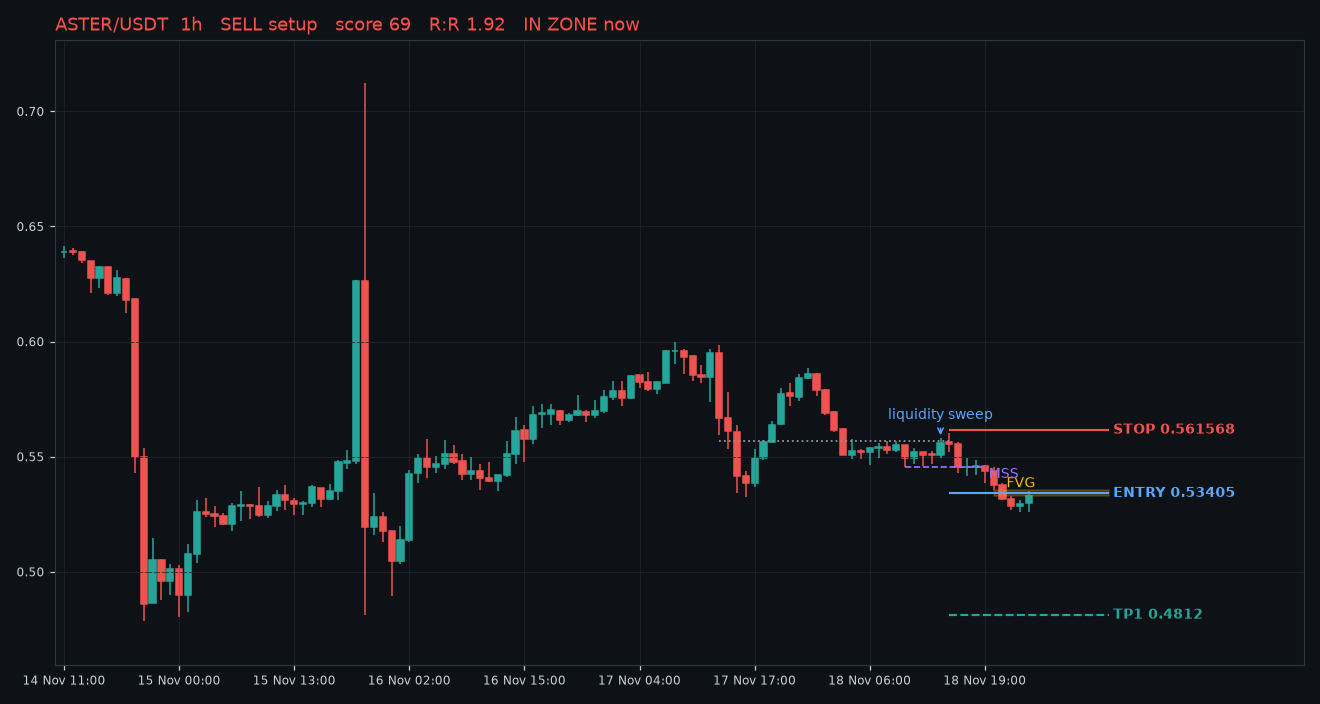 ASTER/USDT 1h SELL setup score 69 R:R 1.92 IN ZONE now
0.70
0.65
0.60
0.55
0.50
liquidity sweep
STOP 0.561568
MSS
FVG
ENTRY 0.53405
TP1 0.4812
14 Nov 11:00 15 Nov 00:00 15 Nov 13:00 16 Nov 02:00 16 Nov 15:00 17 Nov 04:00 17 Nov 17:00 18 Nov 06:00 18 Nov 19:00